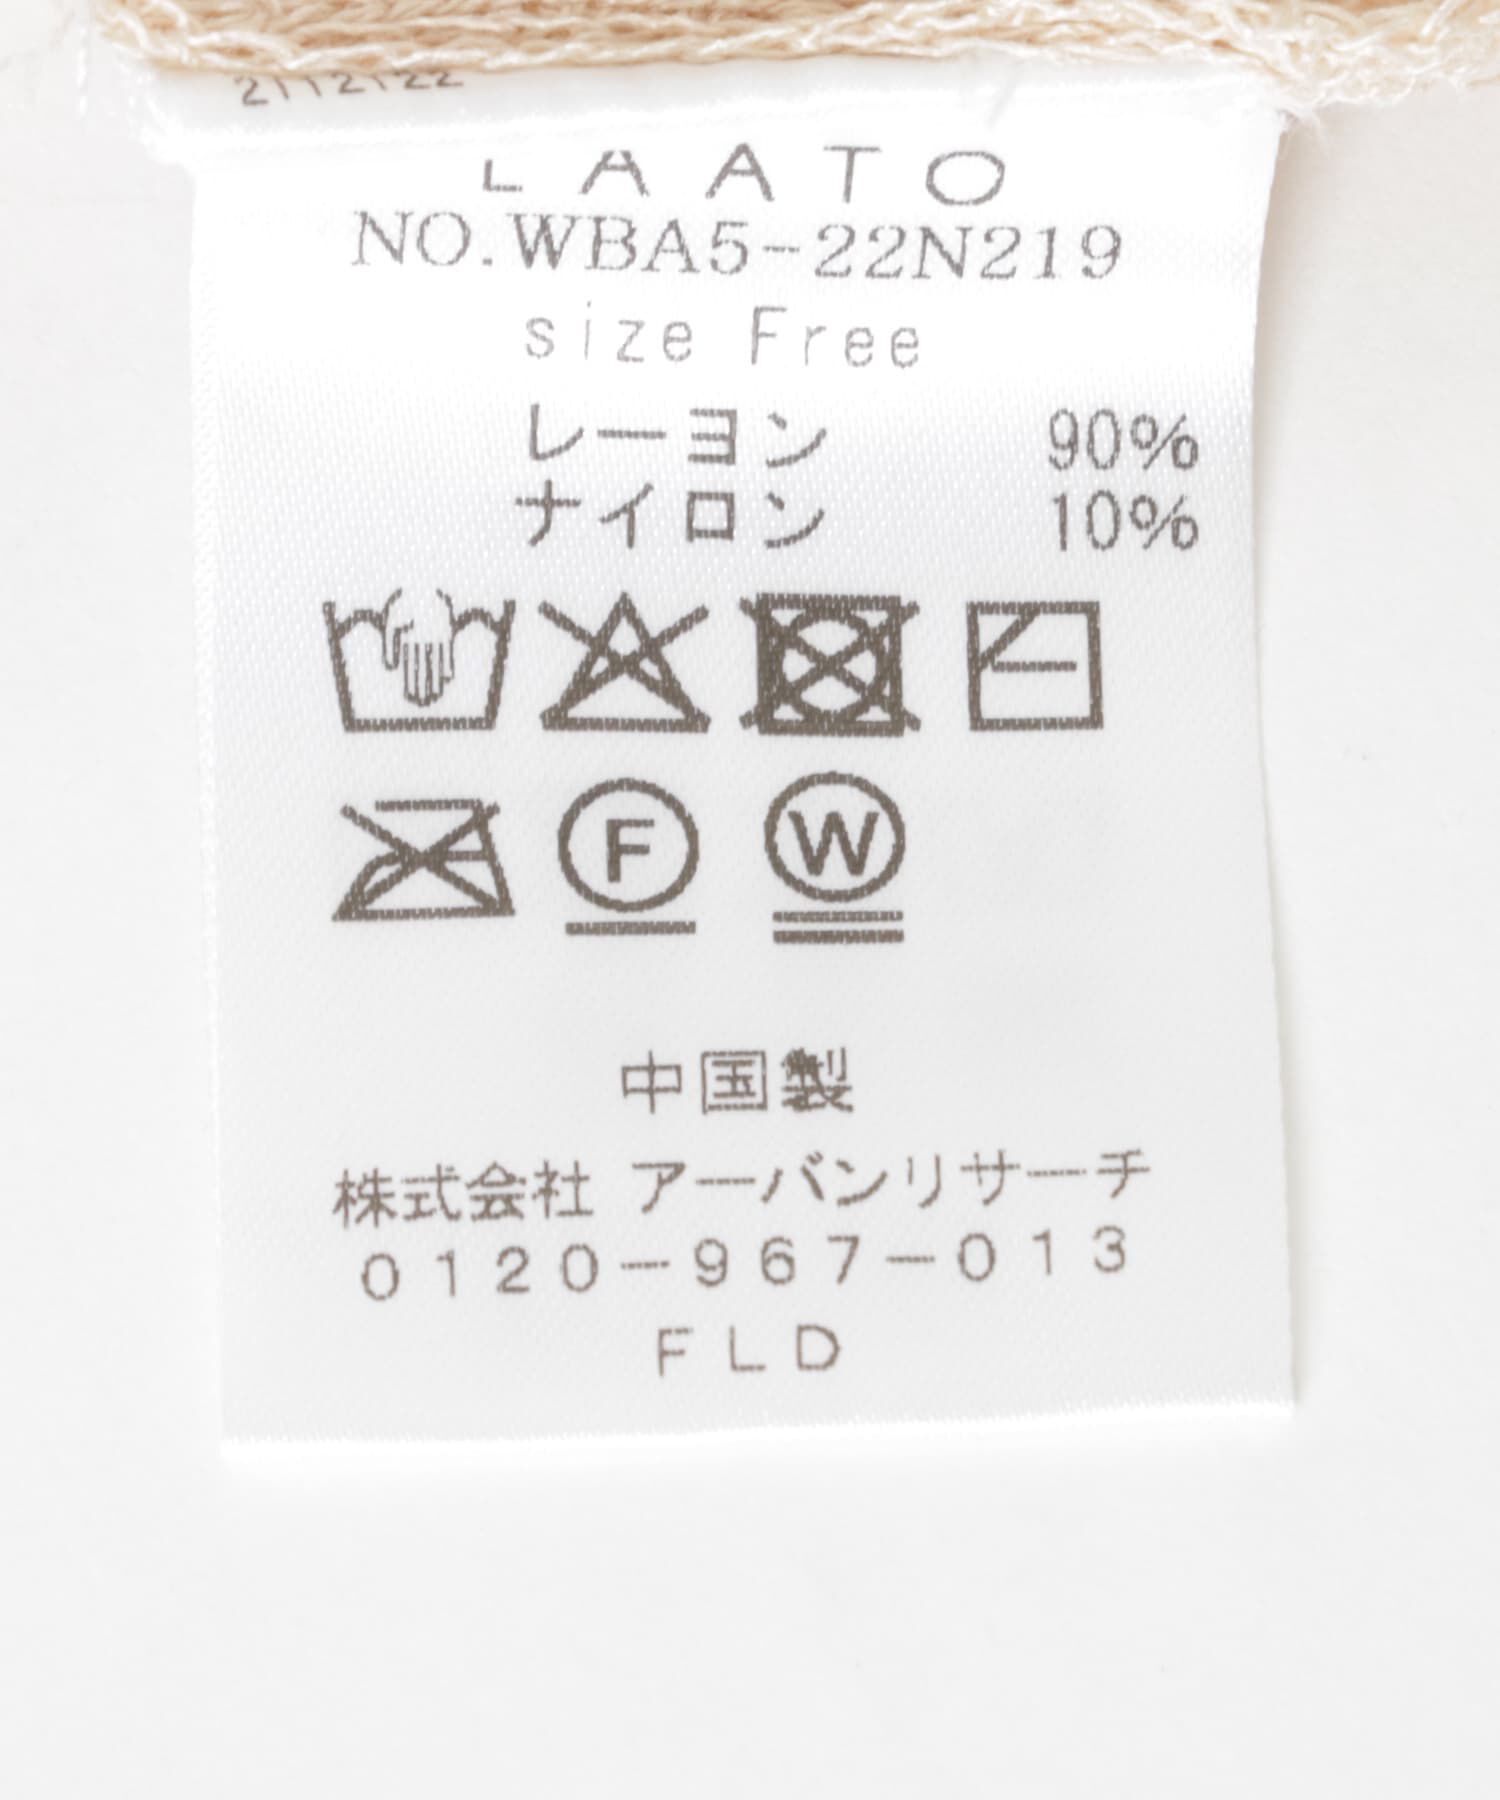 LAATO
NO.WBA5-22N219
size Free
レーヨン 90%
ナイロン 10%
F W
中国製
株式会社 アーバンリサーチ
0120-967-013
FLD